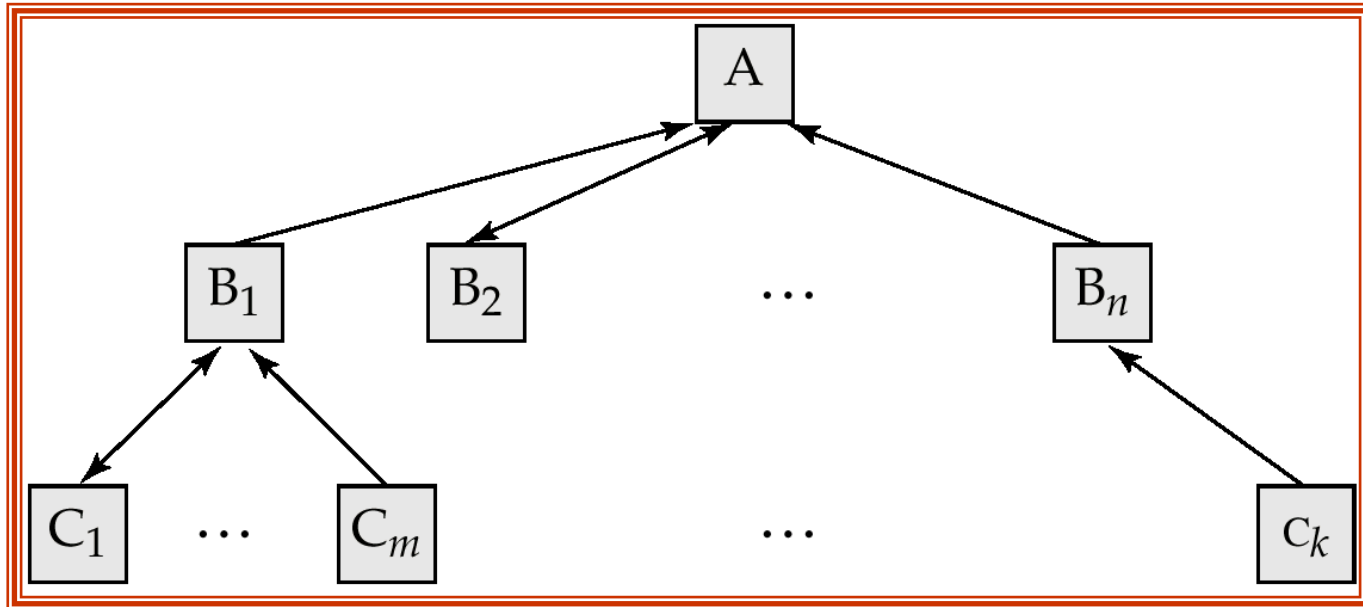 A
B₁ B₂ … Bₙ
C₁ … Cₘ … Cₖ